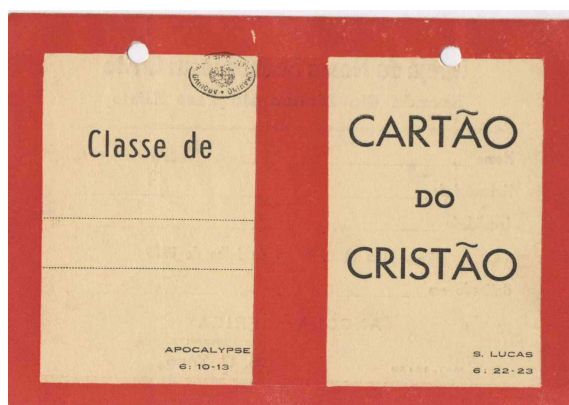 Classe de
APOCALYPSE
6: 10-13
CARTÃO
DO
CRISTÃO
S. LUCAS
6: 22-23